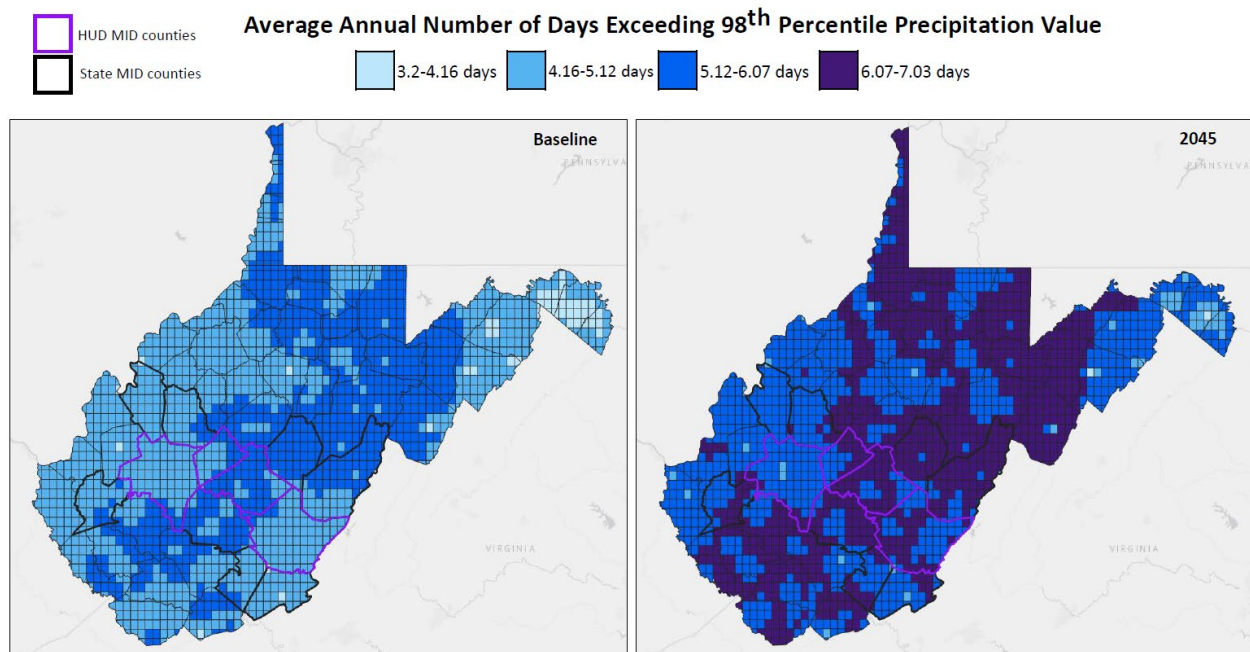 Average Annual Number of Days Exceeding 98th Percentile Precipitation Value
HUD MID counties
State MID counties
3.2-4.16 days
4.16-5.12 days
5.12-6.07 days
6.07-7.03 days
Baseline
PENNSYLVA
VIRGINIA
2045
PENNSYLVA
VIRGINIA